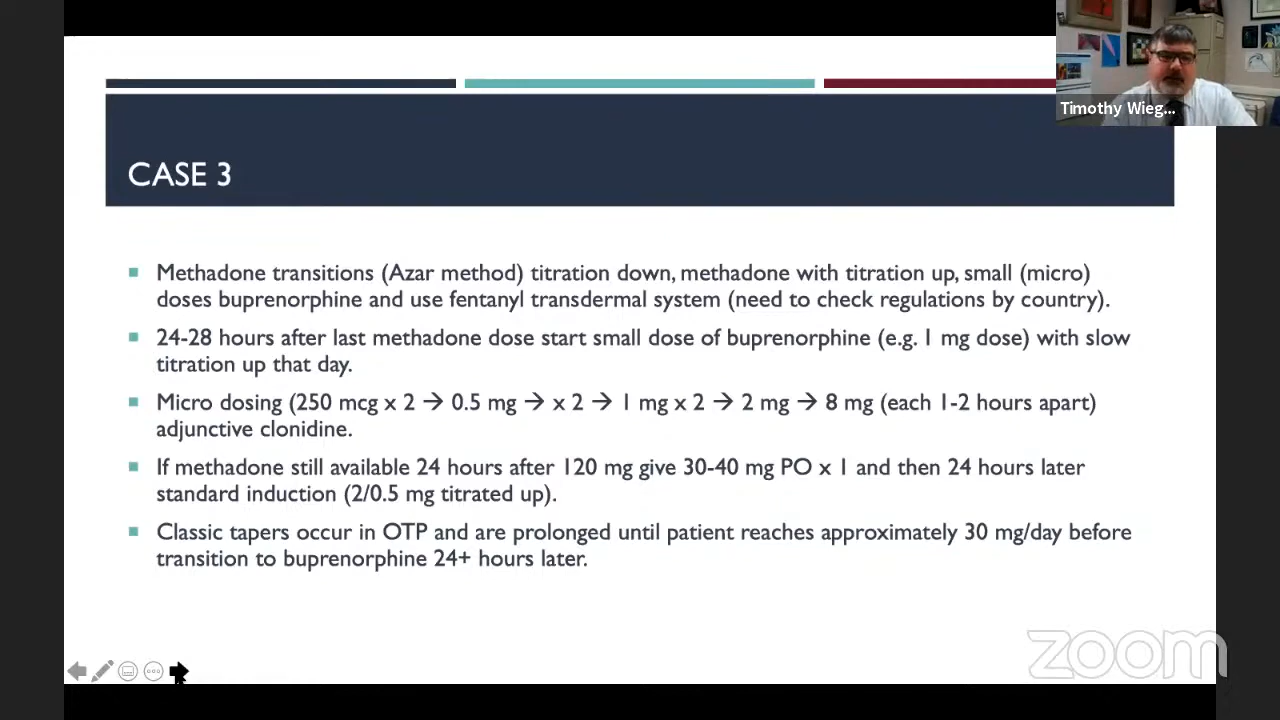 Timothy Wieg...
CASE 3
▪ Methadone transitions (Azar method) titration down, methadone with titration up, small (micro)
doses buprenorphine and use fentanyl transdermal system (need to check regulations by country).
▪ 24-28 hours after last methadone dose start small dose of buprenorphine (e.g. 1 mg dose) with slow
titration up that day.
▪ Micro dosing (250 mcg x 2 → 0.5 mg → x 2 → 1 mg x 2 → 2 mg → 8 mg (each 1-2 hours apart)
adjunctive clonidine.
▪ If methadone still available 24 hours after 120 mg give 30-40 mg PO x 1 and then 24 hours later
standard induction (2/0.5 mg titrated up).
▪ Classic tapers occur in OTP and are prolonged until patient reaches approximately 30 mg/day before
transition to buprenorphine 24+ hours later.
zoom